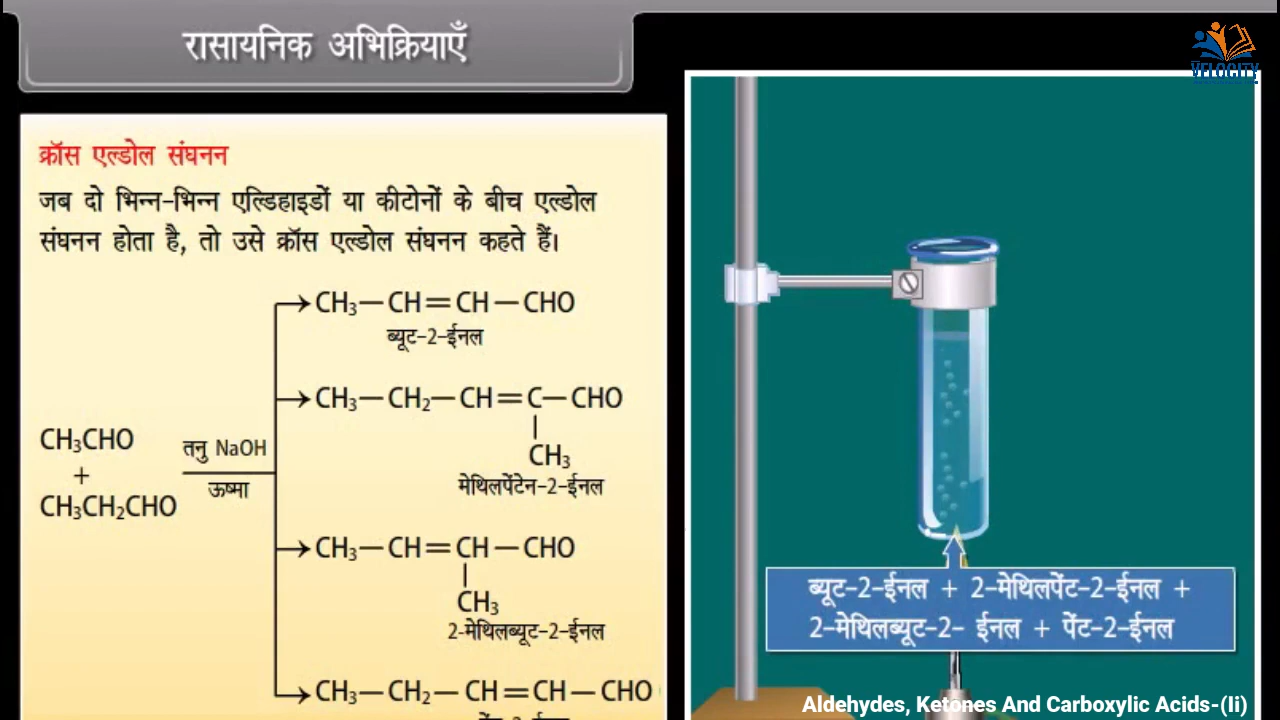 रासायनिक अभिक्रियाएँ
VELOCITY
क्रॉस एल्डोल संघनन
जब दो भिन्न-भिन्न एल्डिहाइडों या कीटोनों के बीच एल्डोल
संघनन होता है, तो उसे क्रॉस एल्डोल संघनन कहते हैं।
CH₃—CH=CH—CHO
ब्यूट-2-ईनल
CH₃—CH₂—CH=C—CHO
CH₃
मेथिलपेंटेन-2-ईनल
CH₃CHO
+
CH₃CH₂CHO
तनु NaOH
ऊष्मा
CH₃—CH=CH—CHO
CH₃
2-मेथिलब्यूट-2-ईनल
CH₃—CH₂—CH=CH—CHO
ब्यूट-2-ईनल + 2-मेथिलपेंट-2-ईनल +
2-मेथिलब्यूट-2- ईनल + पेंट-2-ईनल
Aldehydes, Ketones And Carboxylic Acids-(Ii)